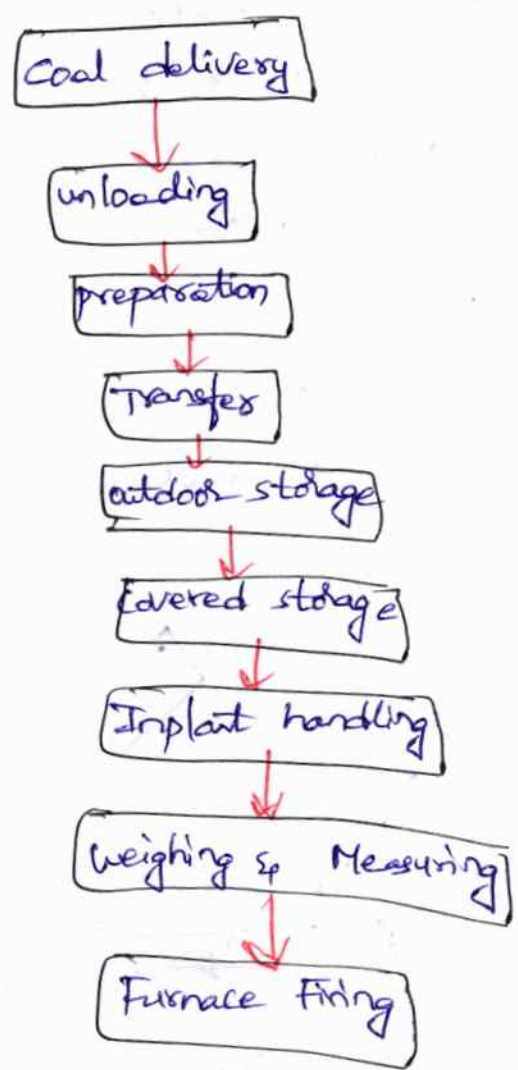 Coal delivery
unloading
preparation
Transfer
outdoor storage
Covered storage
Inplant handling
Weighing & Measuring
Furnace Firing